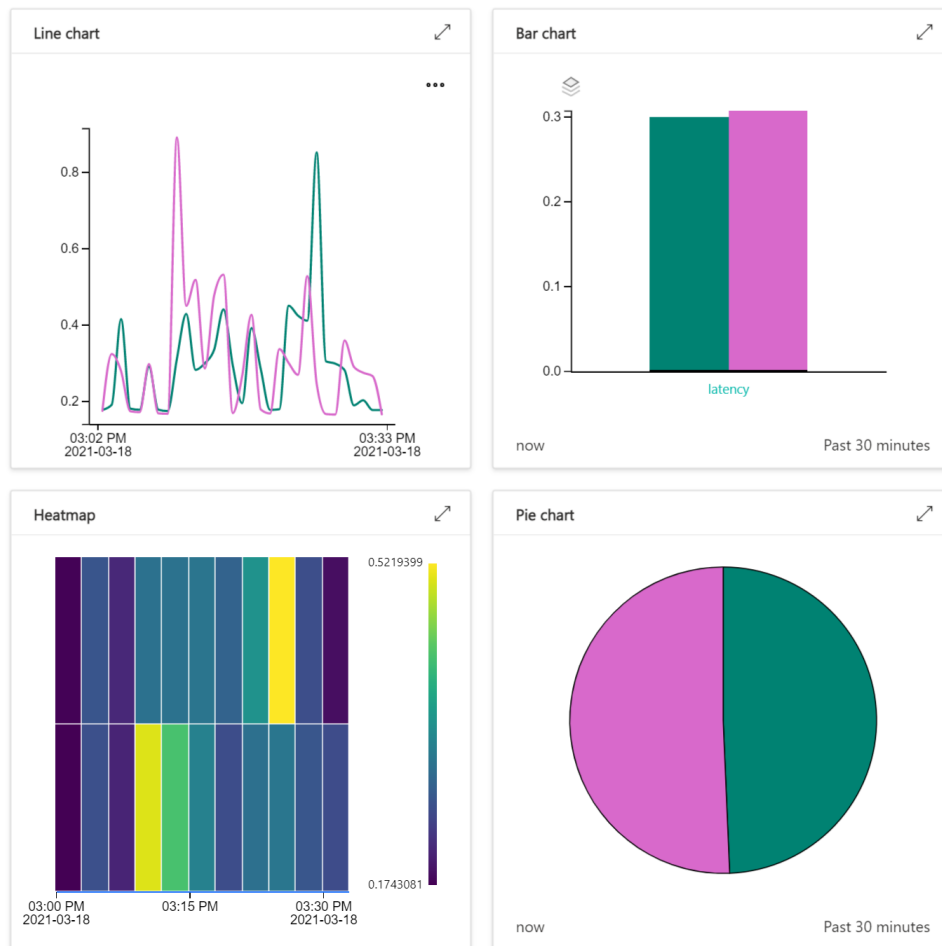 Line chart
0.8
0.6
0.4
0.2
03:02 PM
2021-03-18
03:33 PM
2021-03-18
Bar chart
0.3
0.2
0.1
0.0
latency
now
Past 30 minutes
Heatmap
0.5219399
0.1743081
03:00 PM
2021-03-18
03:15 PM
03:30 PM
2021-03-18
Pie chart
now
Past 30 minutes